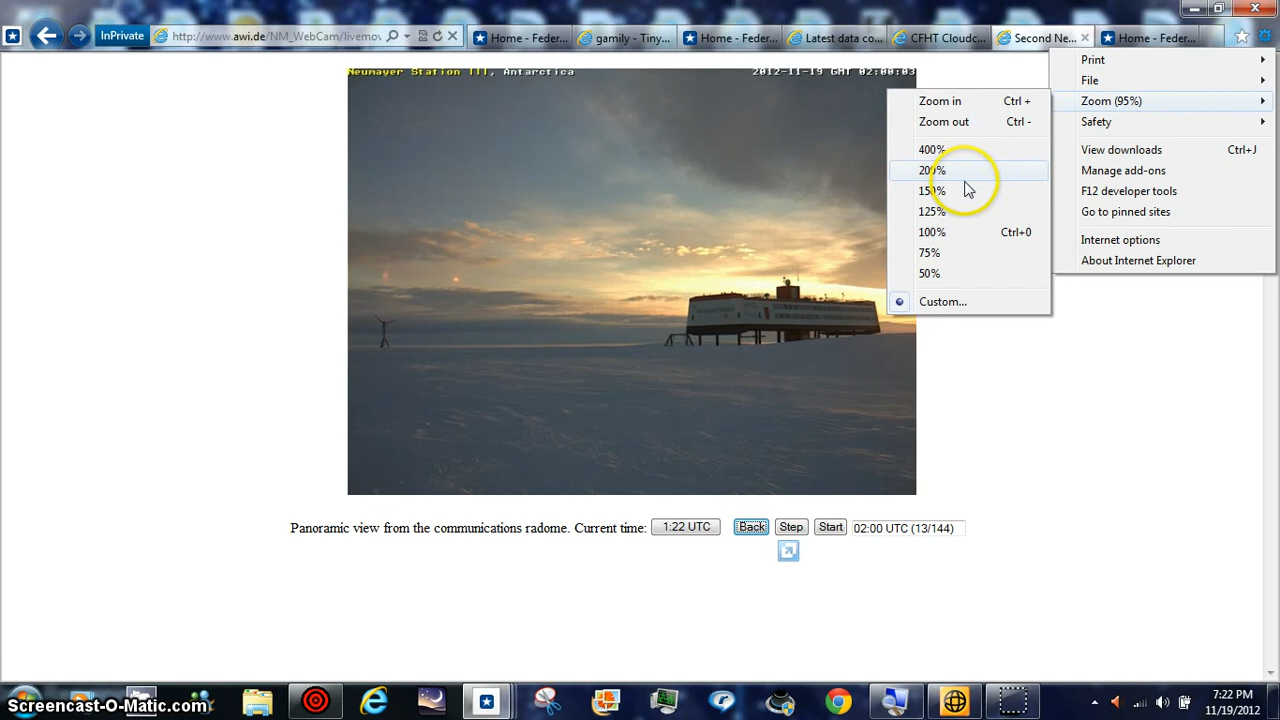 InPrivate
http://www.awi.de/NM_WebCam/livemov
Home - Feder...
gamily - Tiny...
Home - Feder...
Latest data co...
CFHT Cloudc...
Second Ne...
Home - Feder...
Neumayer Station III, Antarctica
2012-11-19 GMT 02:00:03
Print
File
Zoom (95%)
Safety
View downloads Ctrl+J
Manage add-ons
F12 developer tools
Go to pinned sites
Internet options
About Internet Explorer
Zoom in Ctrl +
Zoom out Ctrl -
400%
200%
150%
125%
100% Ctrl+0
75%
50%
Custom...
Panoramic view from the communications radome. Current time: 1:22 UTC Back Step Start 02:00 UTC (13/144)
Screencast-O-Matic.com
7:22 PM
11/19/2012